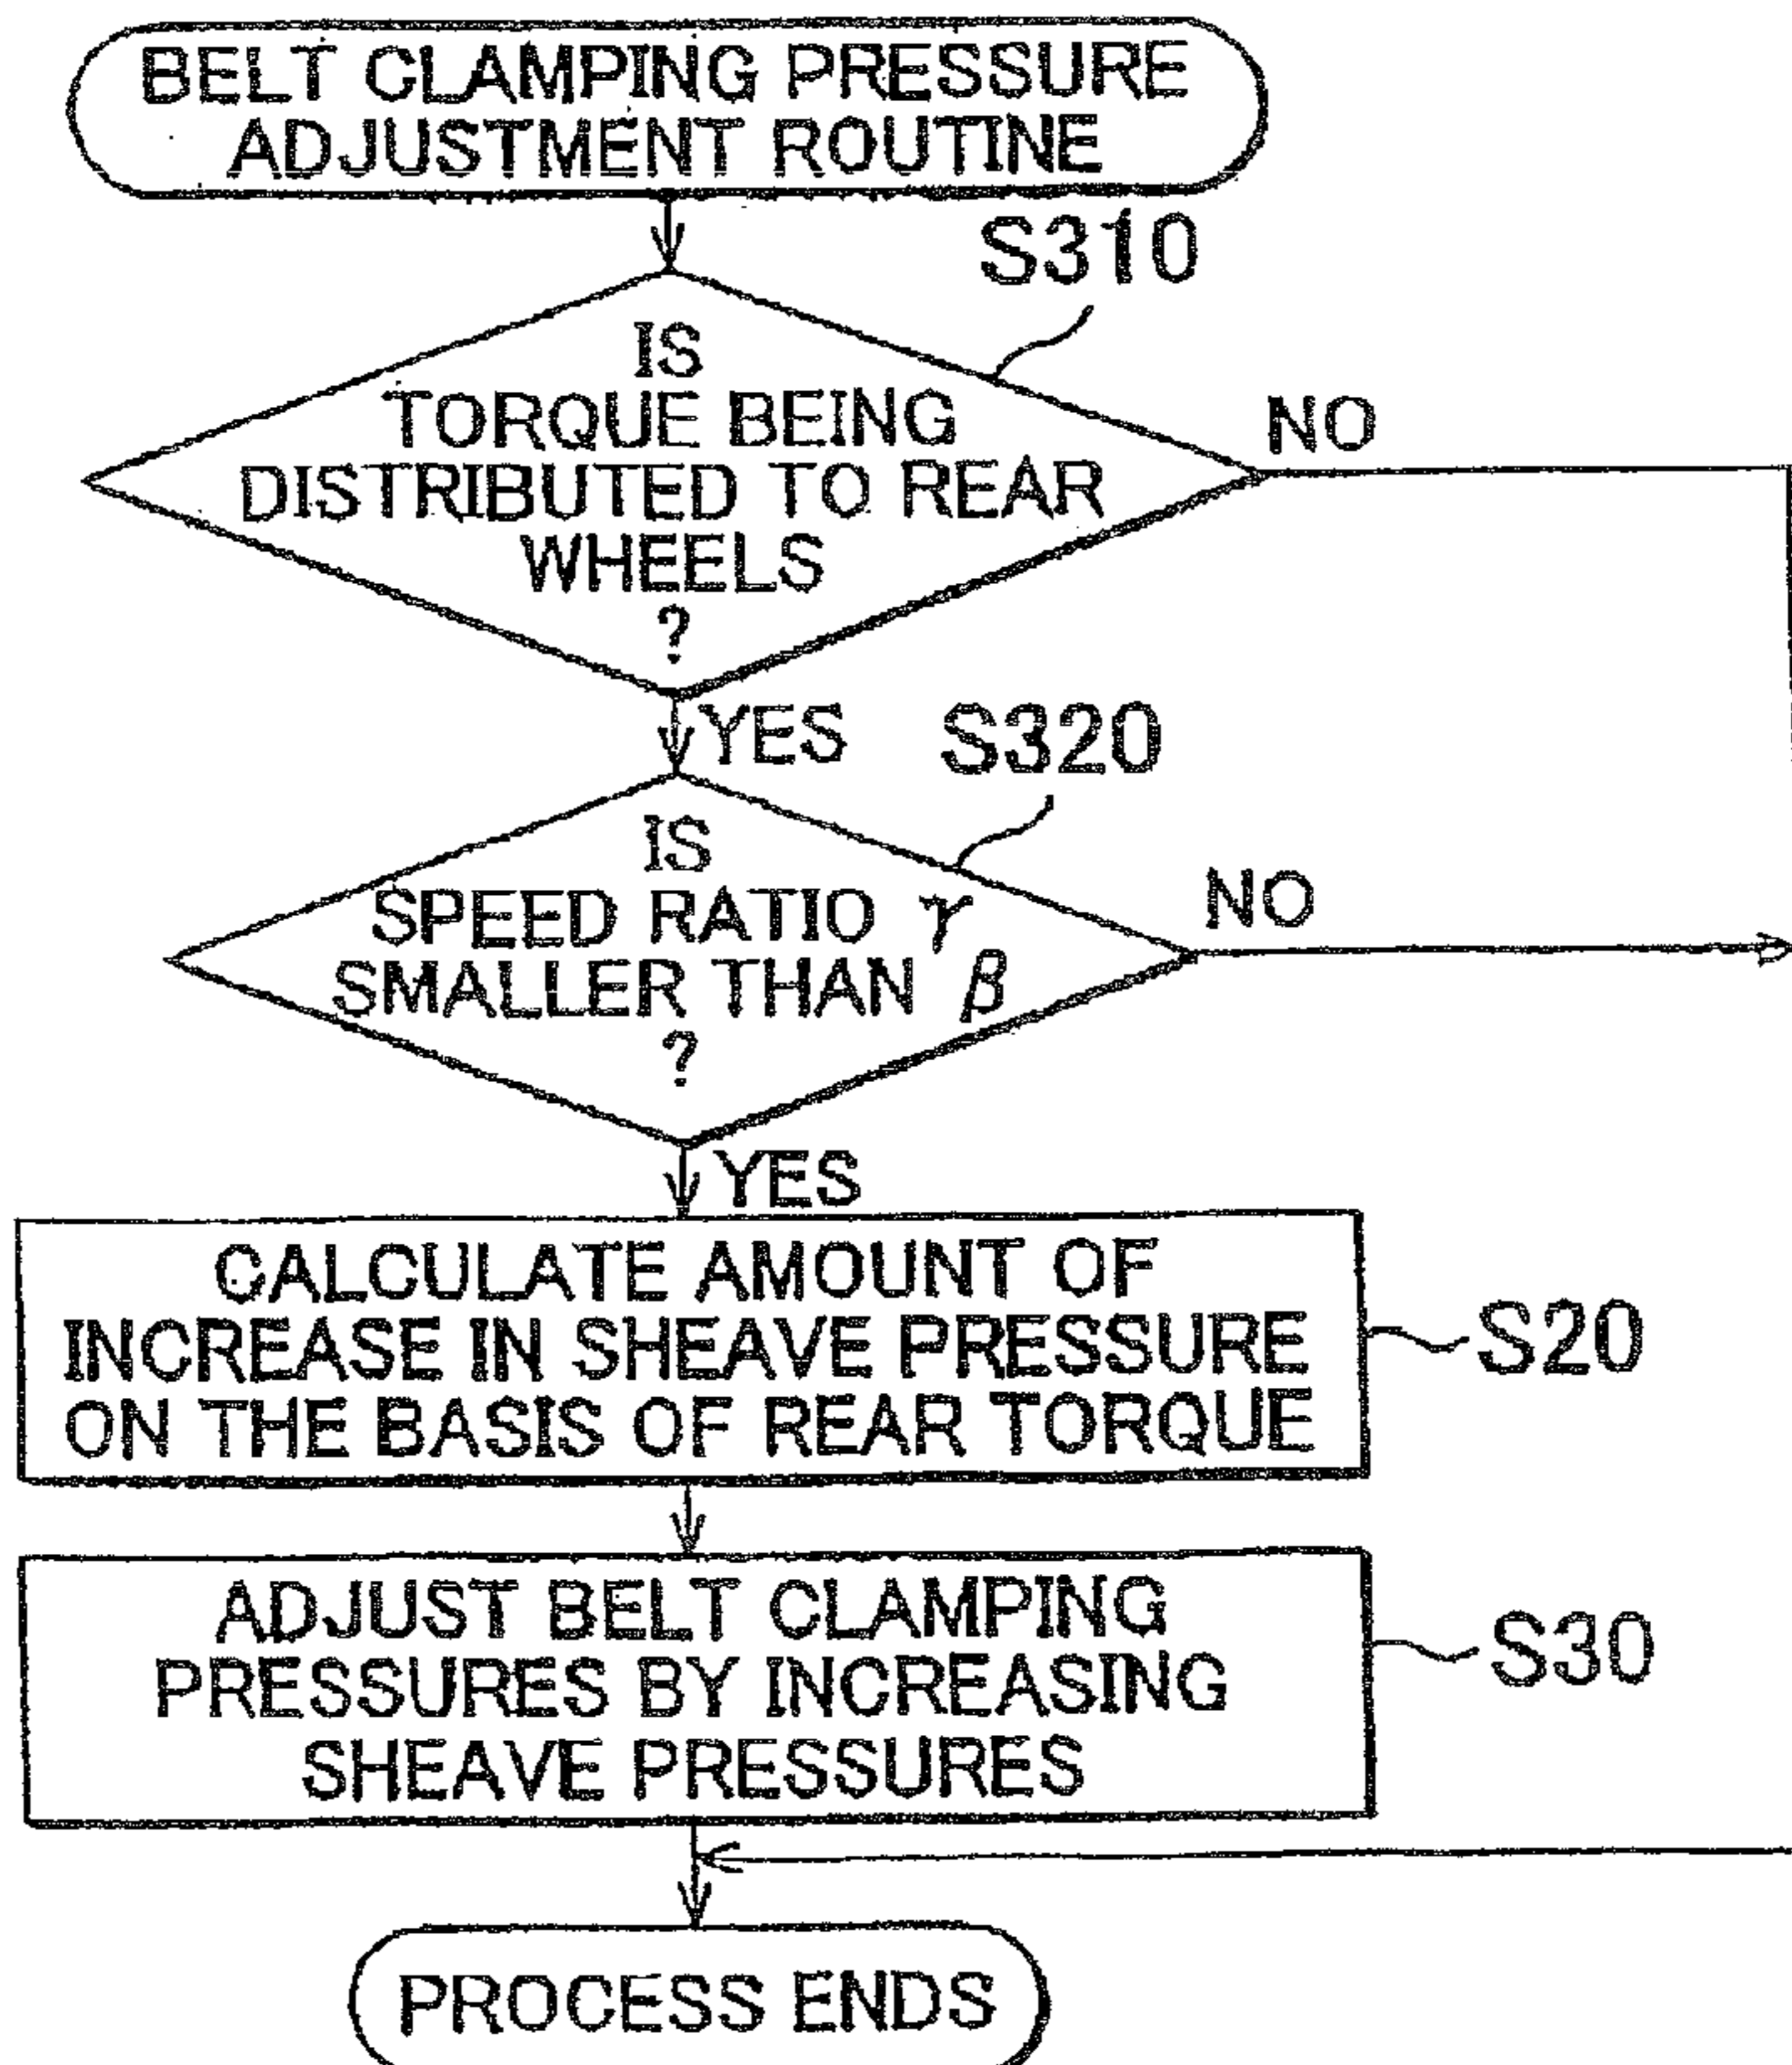 BELT CLAMPING PRESSURE
ADJUSTMENT ROUTINE
S310
IS
TORQUE BEING
DISTRIBUTED TO REAR
WHEELS
?
NO
YES
S320
IS
SPEED RATIO γ
SMALLER THAN β
?
NO
YES
CALCULATE AMOUNT OF
INCREASE IN SHEAVE PRESSURE
ON THE BASIS OF REAR TORQUE
S20
ADJUST BELT CLAMPING
PRESSURES BY INCREASING
SHEAVE PRESSURES
S30
PROCESS ENDS